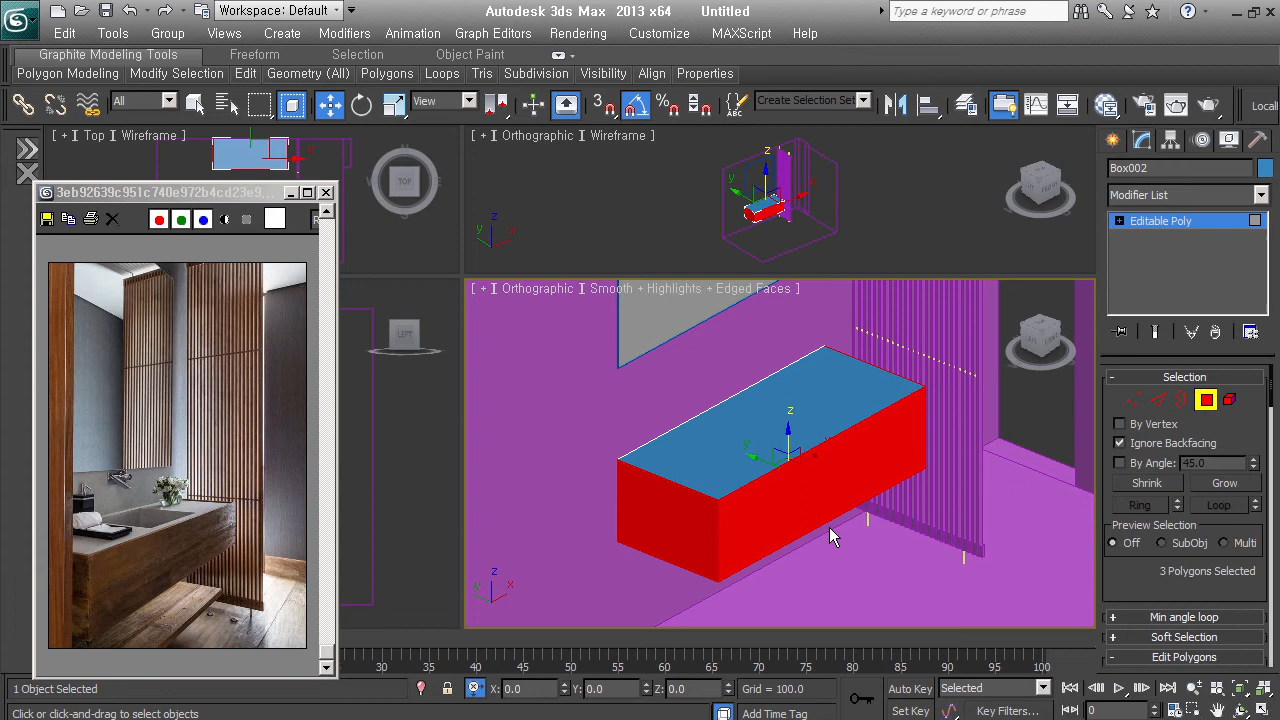 Workspace: Default
Autodesk 3ds Max 2013 x64
Untitled
Type a keyword or phrase
Edit Tools Group Views Create Modifiers Animation Graph Editors Rendering Customize MAXScript Help
Graphite Modeling Tools Freeform Selection Object Paint
Polygon Modeling Modify Selection Edit Geometry (All) Polygons Loops Tris Subdivision Visibility Align Properties
All View 3 Create Selection Set Local
[ + ] [ Top ] [ Wireframe ]
[ + ] [ Orthographic ] [ Wireframe ]
TOP
3eb92639c951c740e972b4cd23e9...
z
y
x
z
y
x
Box002
Modifier List
Editable Poly
[ + ] [ Orthographic ] [ Smooth + Highlights + Edged Faces ]
LEFT
z
y
z
y
x
Selection
By Vertex
Ignore Backfacing
By Angle: 45.0
Shrink Grow
Ring Loop
Preview Selection
Off SubObj Multi
3 Polygons Selected
Min angle loop
Soft Selection
Edit Polygons
30 35 40 45 50 55 60 65 70 75 80 85 90 95 100
1 Object Selected
X: 0.0 Y: 0.0 Z: 0.0 Grid = 100.0
Auto Key Selected
Click or click-and-drag to select objects
Add Time Tag
Set Key Key Filters... 0